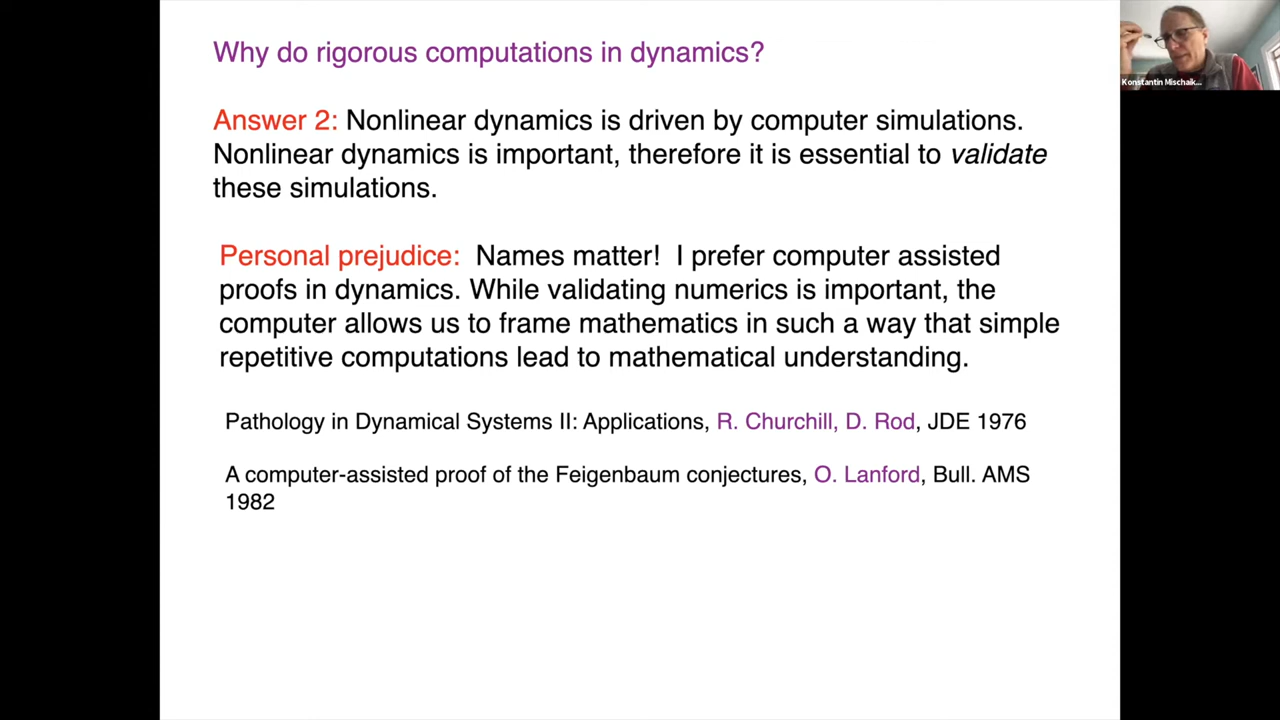 Why do rigorous computations in dynamics?
Answer 2: Nonlinear dynamics is driven by computer simulations.
Nonlinear dynamics is important, therefore it is essential to validate
these simulations.
Personal prejudice: Names matter! I prefer computer assisted
proofs in dynamics. While validating numerics is important, the
computer allows us to frame mathematics in such a way that simple
repetitive computations lead to mathematical understanding.
Pathology in Dynamical Systems II: Applications, R. Churchill, D. Rod, JDE 1976
A computer-assisted proof of the Feigenbaum conjectures, O. Lanford, Bull. AMS
1982
Konstantin Mischaik...